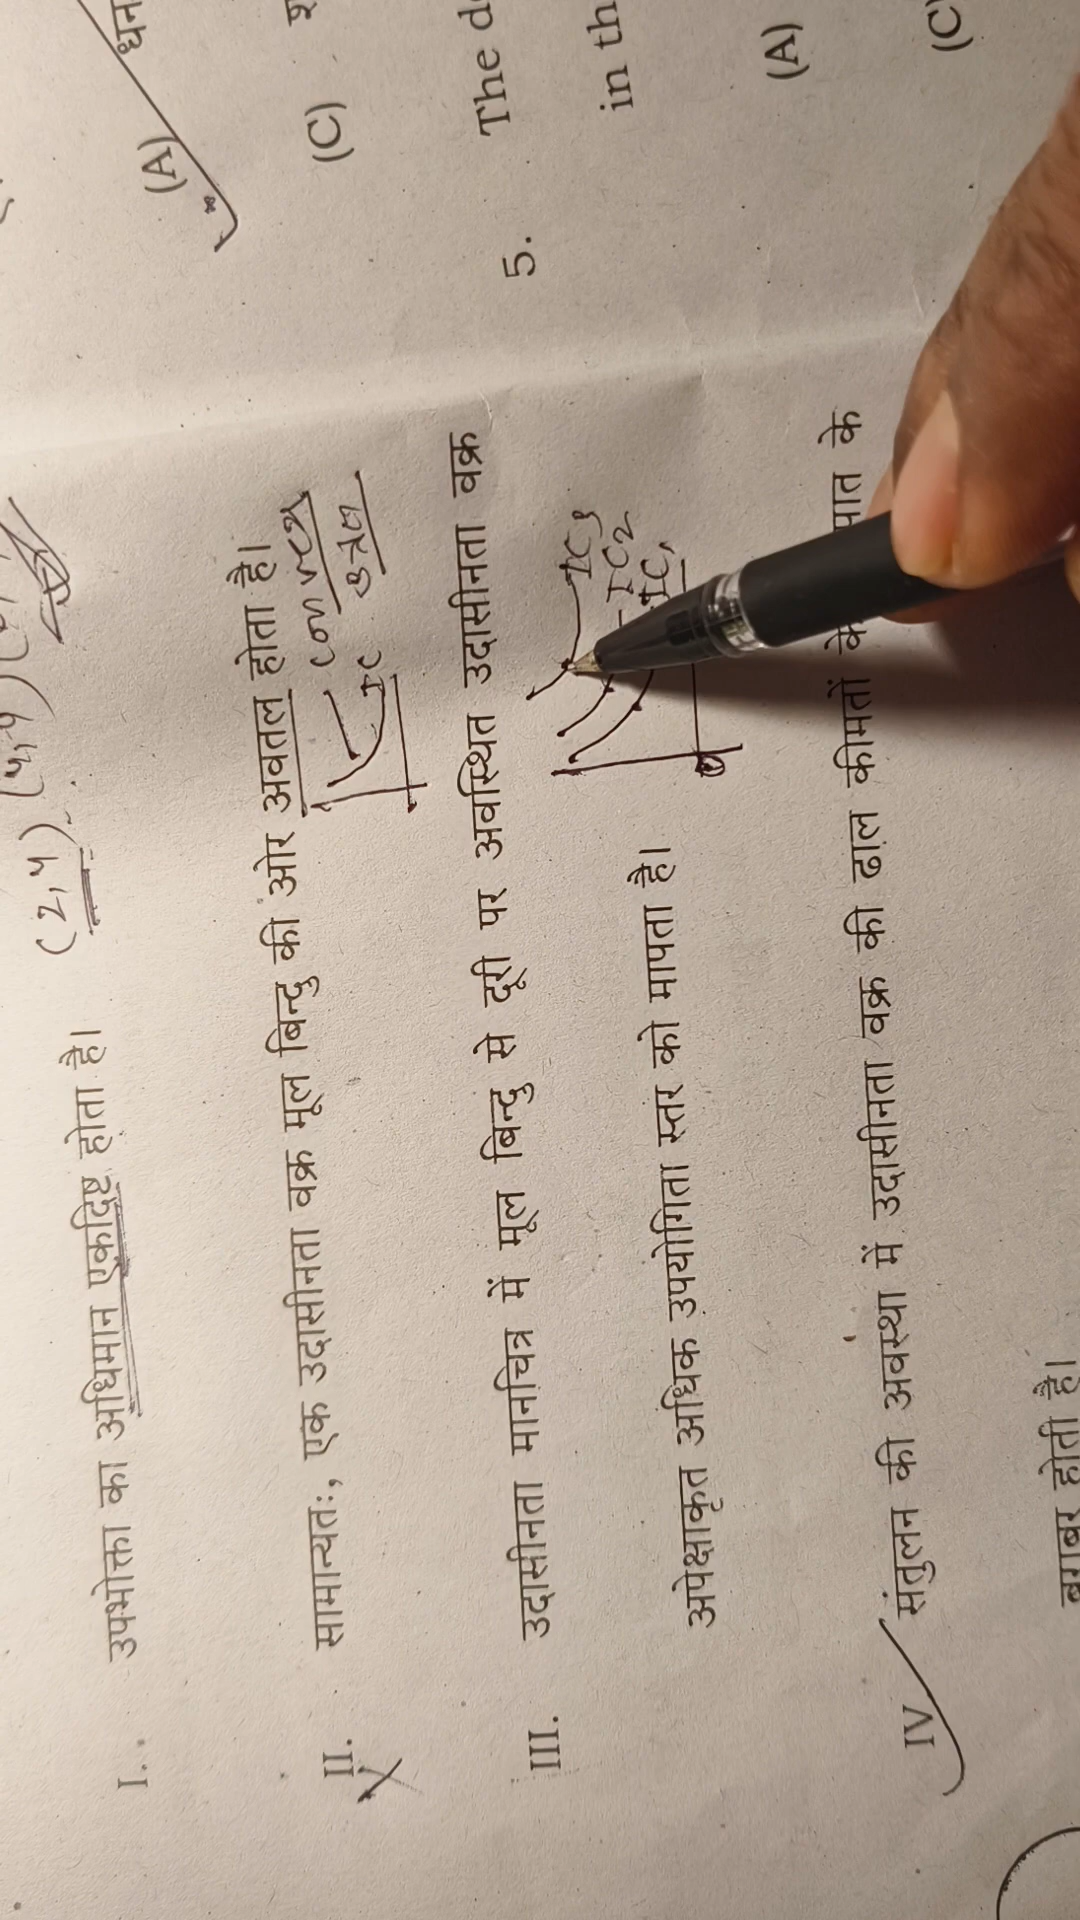 (2,4)
I. उपभोक्ता का अधिमान एकदिष्ट होता है।
II. सामान्यतः, एक उदासीनता वक्र मूल बिन्दु की ओर अवतल होता है।
IC
उत्तल
III. उदासीनता मानचित्र में मूल बिन्दु से दूरी पर अवस्थित उदासीनता वक्र
IC3
IC2
IC1
अपेक्षाकृत अधिक उपयोगिता स्तर को मापता है।
IV संतुलन की अवस्था में उदासीनता वक्र की ढाल कीमतों के
बराबर होती है।
(A)
(C)
5. The
in th
(A)
(C)